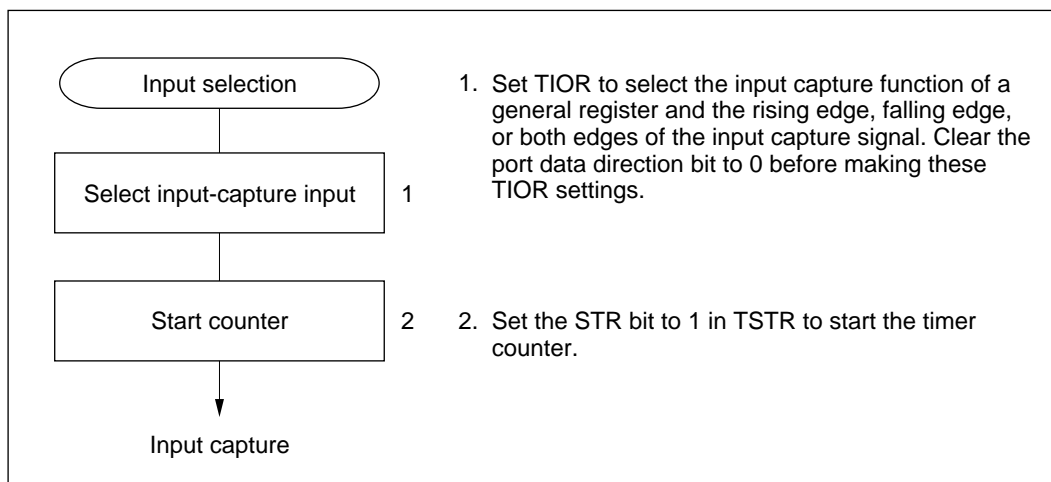 Input selection
Select input-capture input 1
Start counter 2
Input capture
1. Set TIOR to select the input capture function of a
general register and the rising edge, falling edge,
or both edges of the input capture signal. Clear the
port data direction bit to 0 before making these
TIOR settings.
2. Set the STR bit to 1 in TSTR to start the timer
counter.